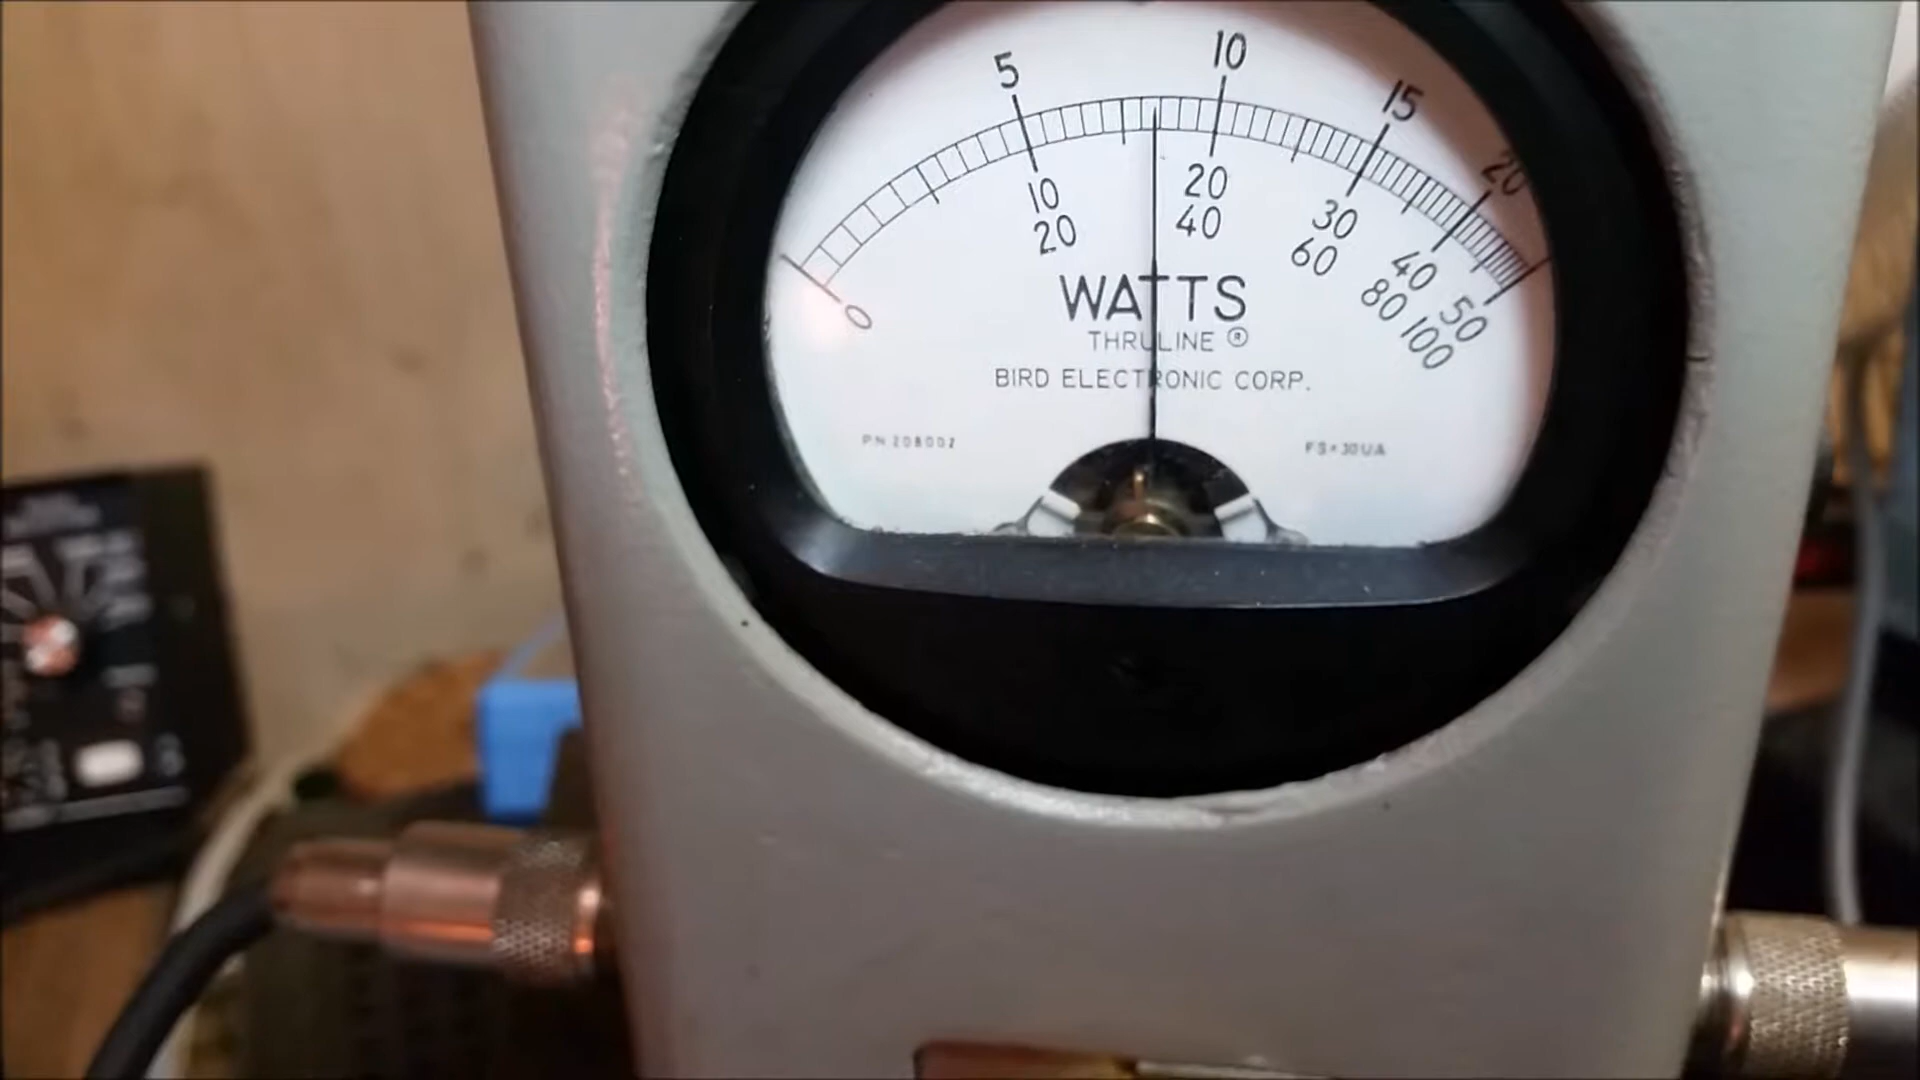 5 10 15 20
10 20 30 40 50
20 40 60 80 100
0
WATTS
THRULINE ®
BIRD ELECTRONIC CORP.
PN 208002 FS=30UA